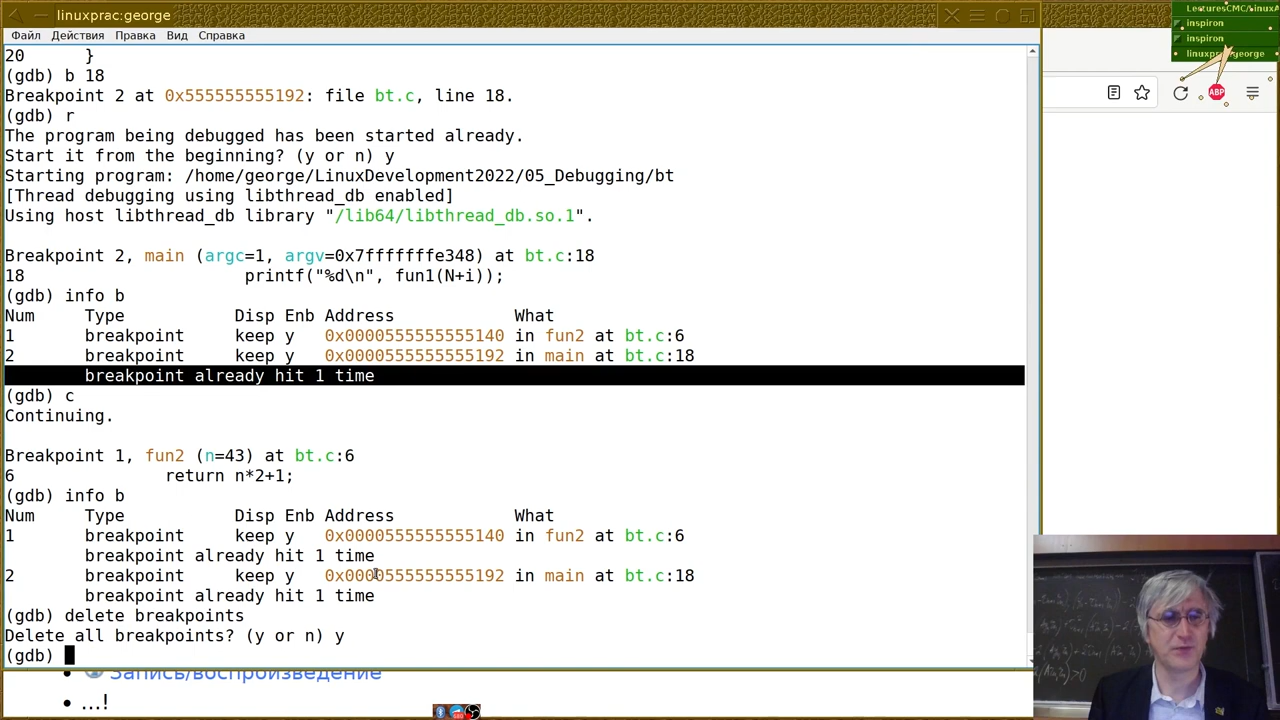 linuxprac:george
Файл Действия Правка Вид Справка
20 }
(gdb) b 18
Breakpoint 2 at 0x555555555192: file bt.c, line 18.
(gdb) r
The program being debugged has been started already.
Start it from the beginning? (y or n) y
Starting program: /home/george/LinuxDevelopment2022/05_Debugging/bt
[Thread debugging using libthread_db enabled]
Using host libthread_db library "/lib64/libthread_db.so.1".
Breakpoint 2, main (argc=1, argv=0x7fffffffe348) at bt.c:18
18 printf("%d\n", fun1(N+i));
(gdb) info b
Num Type Disp Enb Address What
1 breakpoint keep y 0x0000555555555140 in fun2 at bt.c:6
2 breakpoint keep y 0x0000555555555192 in main at bt.c:18
breakpoint already hit 1 time
(gdb) c
Continuing.
Breakpoint 1, fun2 (n=43) at bt.c:6
6 return n*2+1;
(gdb) info b
Num Type Disp Enb Address What
1 breakpoint keep y 0x0000555555555140 in fun2 at bt.c:6
breakpoint already hit 1 time
2 breakpoint keep y 0x0000555555555192 in main at bt.c:18
breakpoint already hit 1 time
(gdb) delete breakpoints
Delete all breakpoints? (y or n) y
(gdb)
Запись/воспроизведение
...!
LecturesCMC/LinuxA
inspiron
inspiron
linuxprac:george
ABP